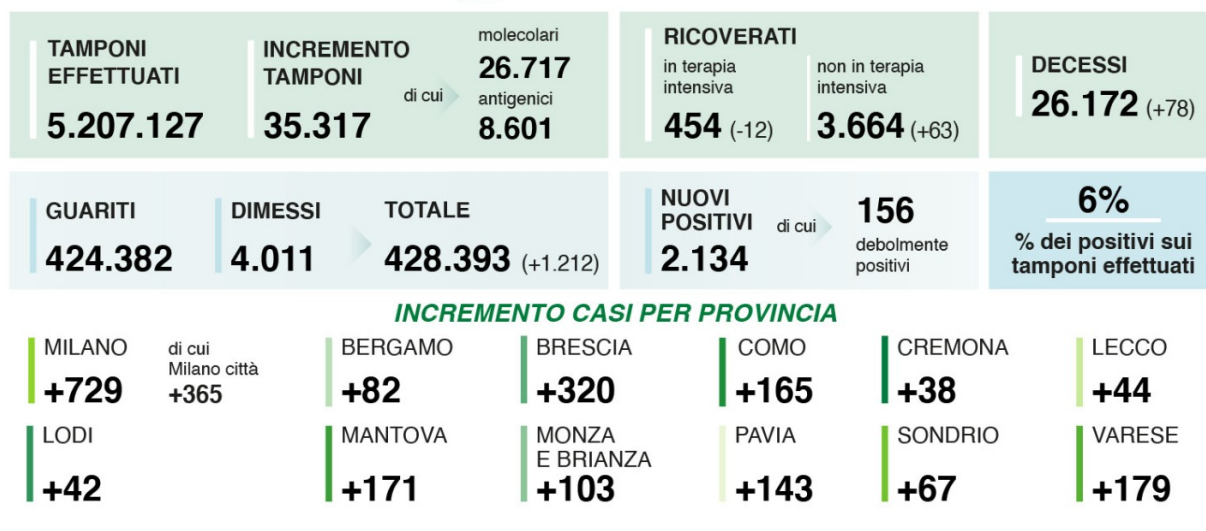 TAMPONI
EFFETTUATI
5.207.127
INCREMENTO
TAMPONI
35.317
di cui
molecolari
26.717
antigenici
8.601
RICOVERATI
in terapia
intensiva
454 (-12)
non in terapia
intensiva
3.664 (+63)
DECESSI
26.172 (+78)
GUARITI
424.382
DIMESSI
4.011
TOTALE
428.393 (+1.212)
NUOVI
POSITIVI
2.134
di cui
156
debolmente
positivi
6%
% dei positivi sui
tamponi effettuati
INCREMENTO CASI PER PROVINCIA
MILANO
+729
di cui
Milano città
+365
BERGAMO
+82
BRESCIA
+320
COMO
+165
CREMONA
+38
LECCO
+44
LODI
+42
MANTOVA
+171
MONZA
E BRIANZA
+103
PAVIA
+143
SONDRIO
+67
VARESE
+179